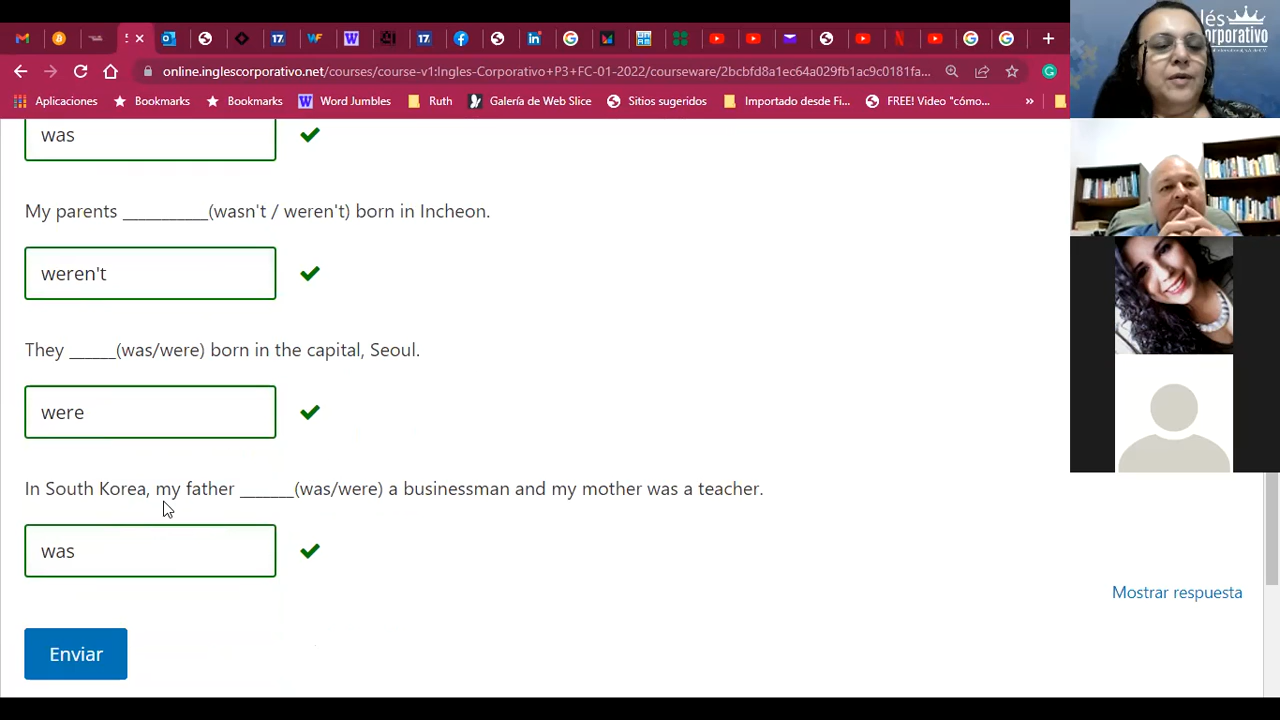 lés
orporativo
online.inglescorporativo.net/courses/course-v1:Ingles-Corporativo+P3+FC-01-2022/courseware/2bcbfd8a1ec64a029fb1ac9c0181fa...
Aplicaciones Bookmarks Bookmarks Word Jumbles Ruth Galería de Web Slice Sitios sugeridos Importado desde Fi... FREE! Video "cómo... »
was
My parents ___________(wasn't / weren't) born in Incheon.
weren't
They ______(was/were) born in the capital, Seoul.
were
In South Korea, my father _______(was/were) a businessman and my mother was a teacher.
was
Mostrar respuesta
Enviar